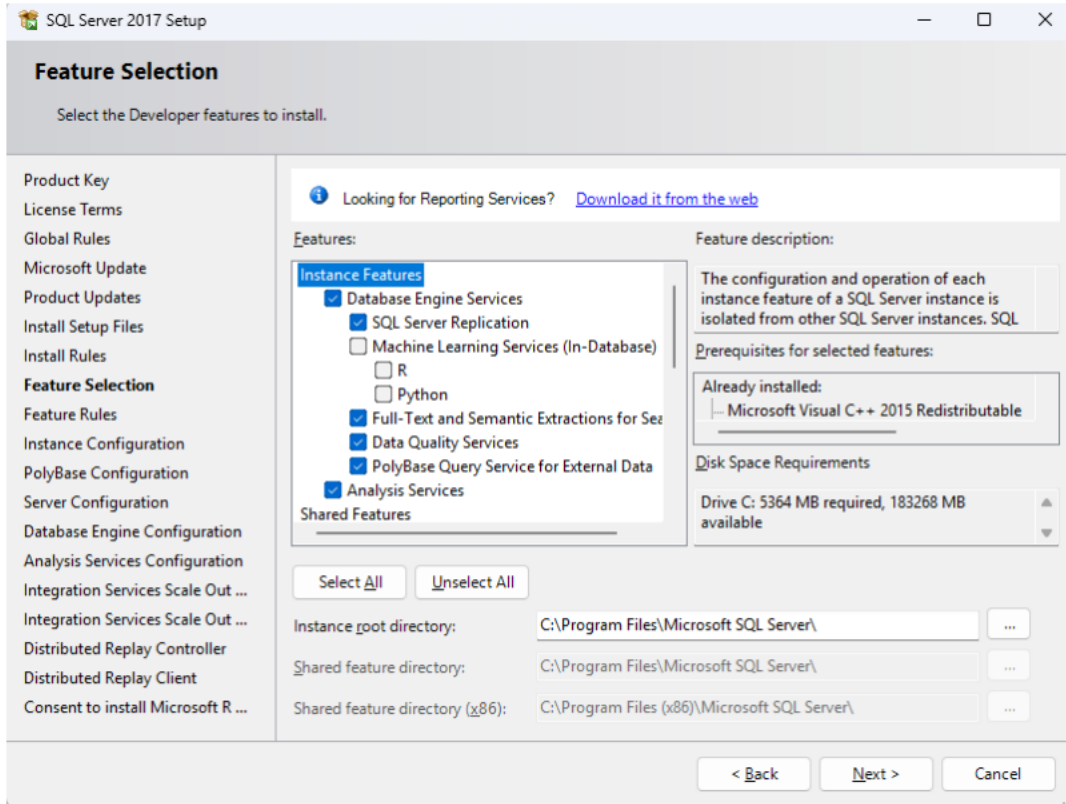 SQL Server 2017 Setup
Feature Selection
Select the Developer features to install.
Product Key
License Terms
Global Rules
Microsoft Update
Product Updates
Install Setup Files
Install Rules
Feature Selection
Feature Rules
Instance Configuration
PolyBase Configuration
Server Configuration
Database Engine Configuration
Analysis Services Configuration
Integration Services Scale Out ...
Integration Services Scale Out ...
Distributed Replay Controller
Distributed Replay Client
Consent to install Microsoft R ...
Looking for Reporting Services? Download it from the web
Features:
Instance Features
Database Engine Services
SQL Server Replication
Machine Learning Services (In-Database)
R
Python
Full-Text and Semantic Extractions for Sea
Data Quality Services
PolyBase Query Service for External Data
Analysis Services
Shared Features
Feature description:
The configuration and operation of each
instance feature of a SQL Server instance is
isolated from other SQL Server instances. SQL
Prerequisites for selected features:
Already installed:
Microsoft Visual C++ 2015 Redistributable
Disk Space Requirements
Drive C: 5364 MB required, 183268 MB
available
Select All
Unselect All
Instance root directory: C:\Program Files\Microsoft SQL Server\ ...
Shared feature directory: C:\Program Files\Microsoft SQL Server\ ...
Shared feature directory (x86): C:\Program Files (x86)\Microsoft SQL Server\ ...
< Back
Next >
Cancel